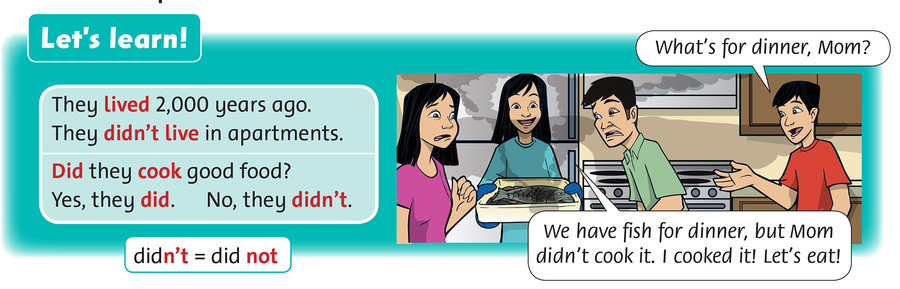 Let's learn!
They lived 2,000 years ago.
They didn't live in apartments.
Did they cook good food?
Yes, they did. No, they didn't.
didn't = did not
What's for dinner, Mom?
We have fish for dinner, but Mom
didn't cook it. I cooked it! Let's eat!